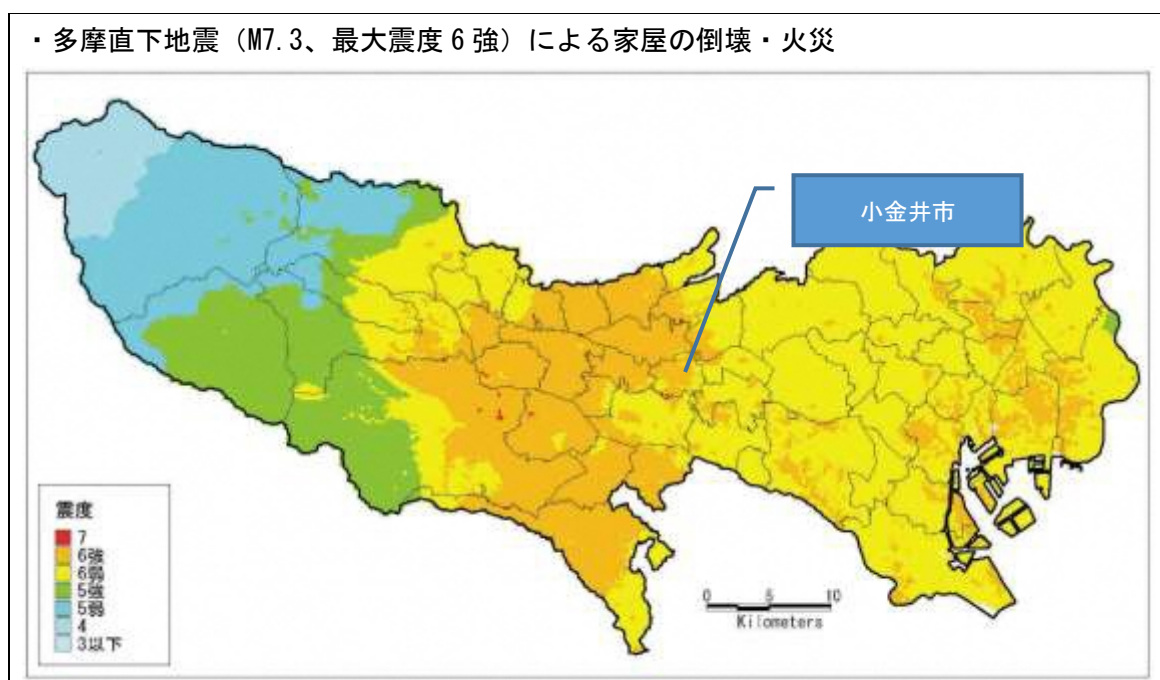 ・多摩直下地震（M7.3、最大震度6強）による家屋の倒壊・火災
小金井市
震度
7
6強
6弱
5強
5弱
4
3以下
0 5 10
Kilometers